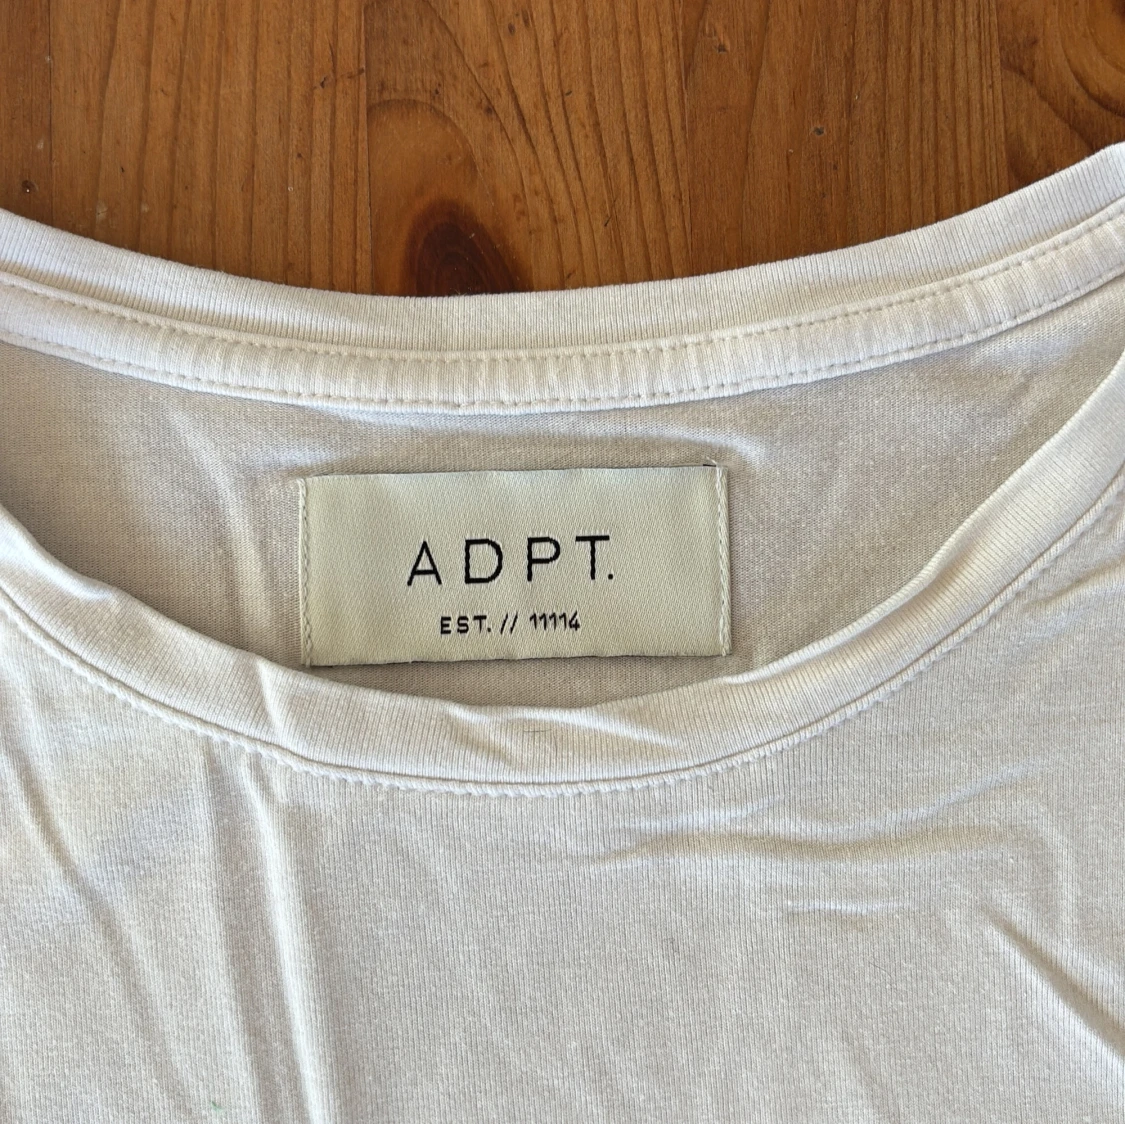 ADPT.
EST. // 11114